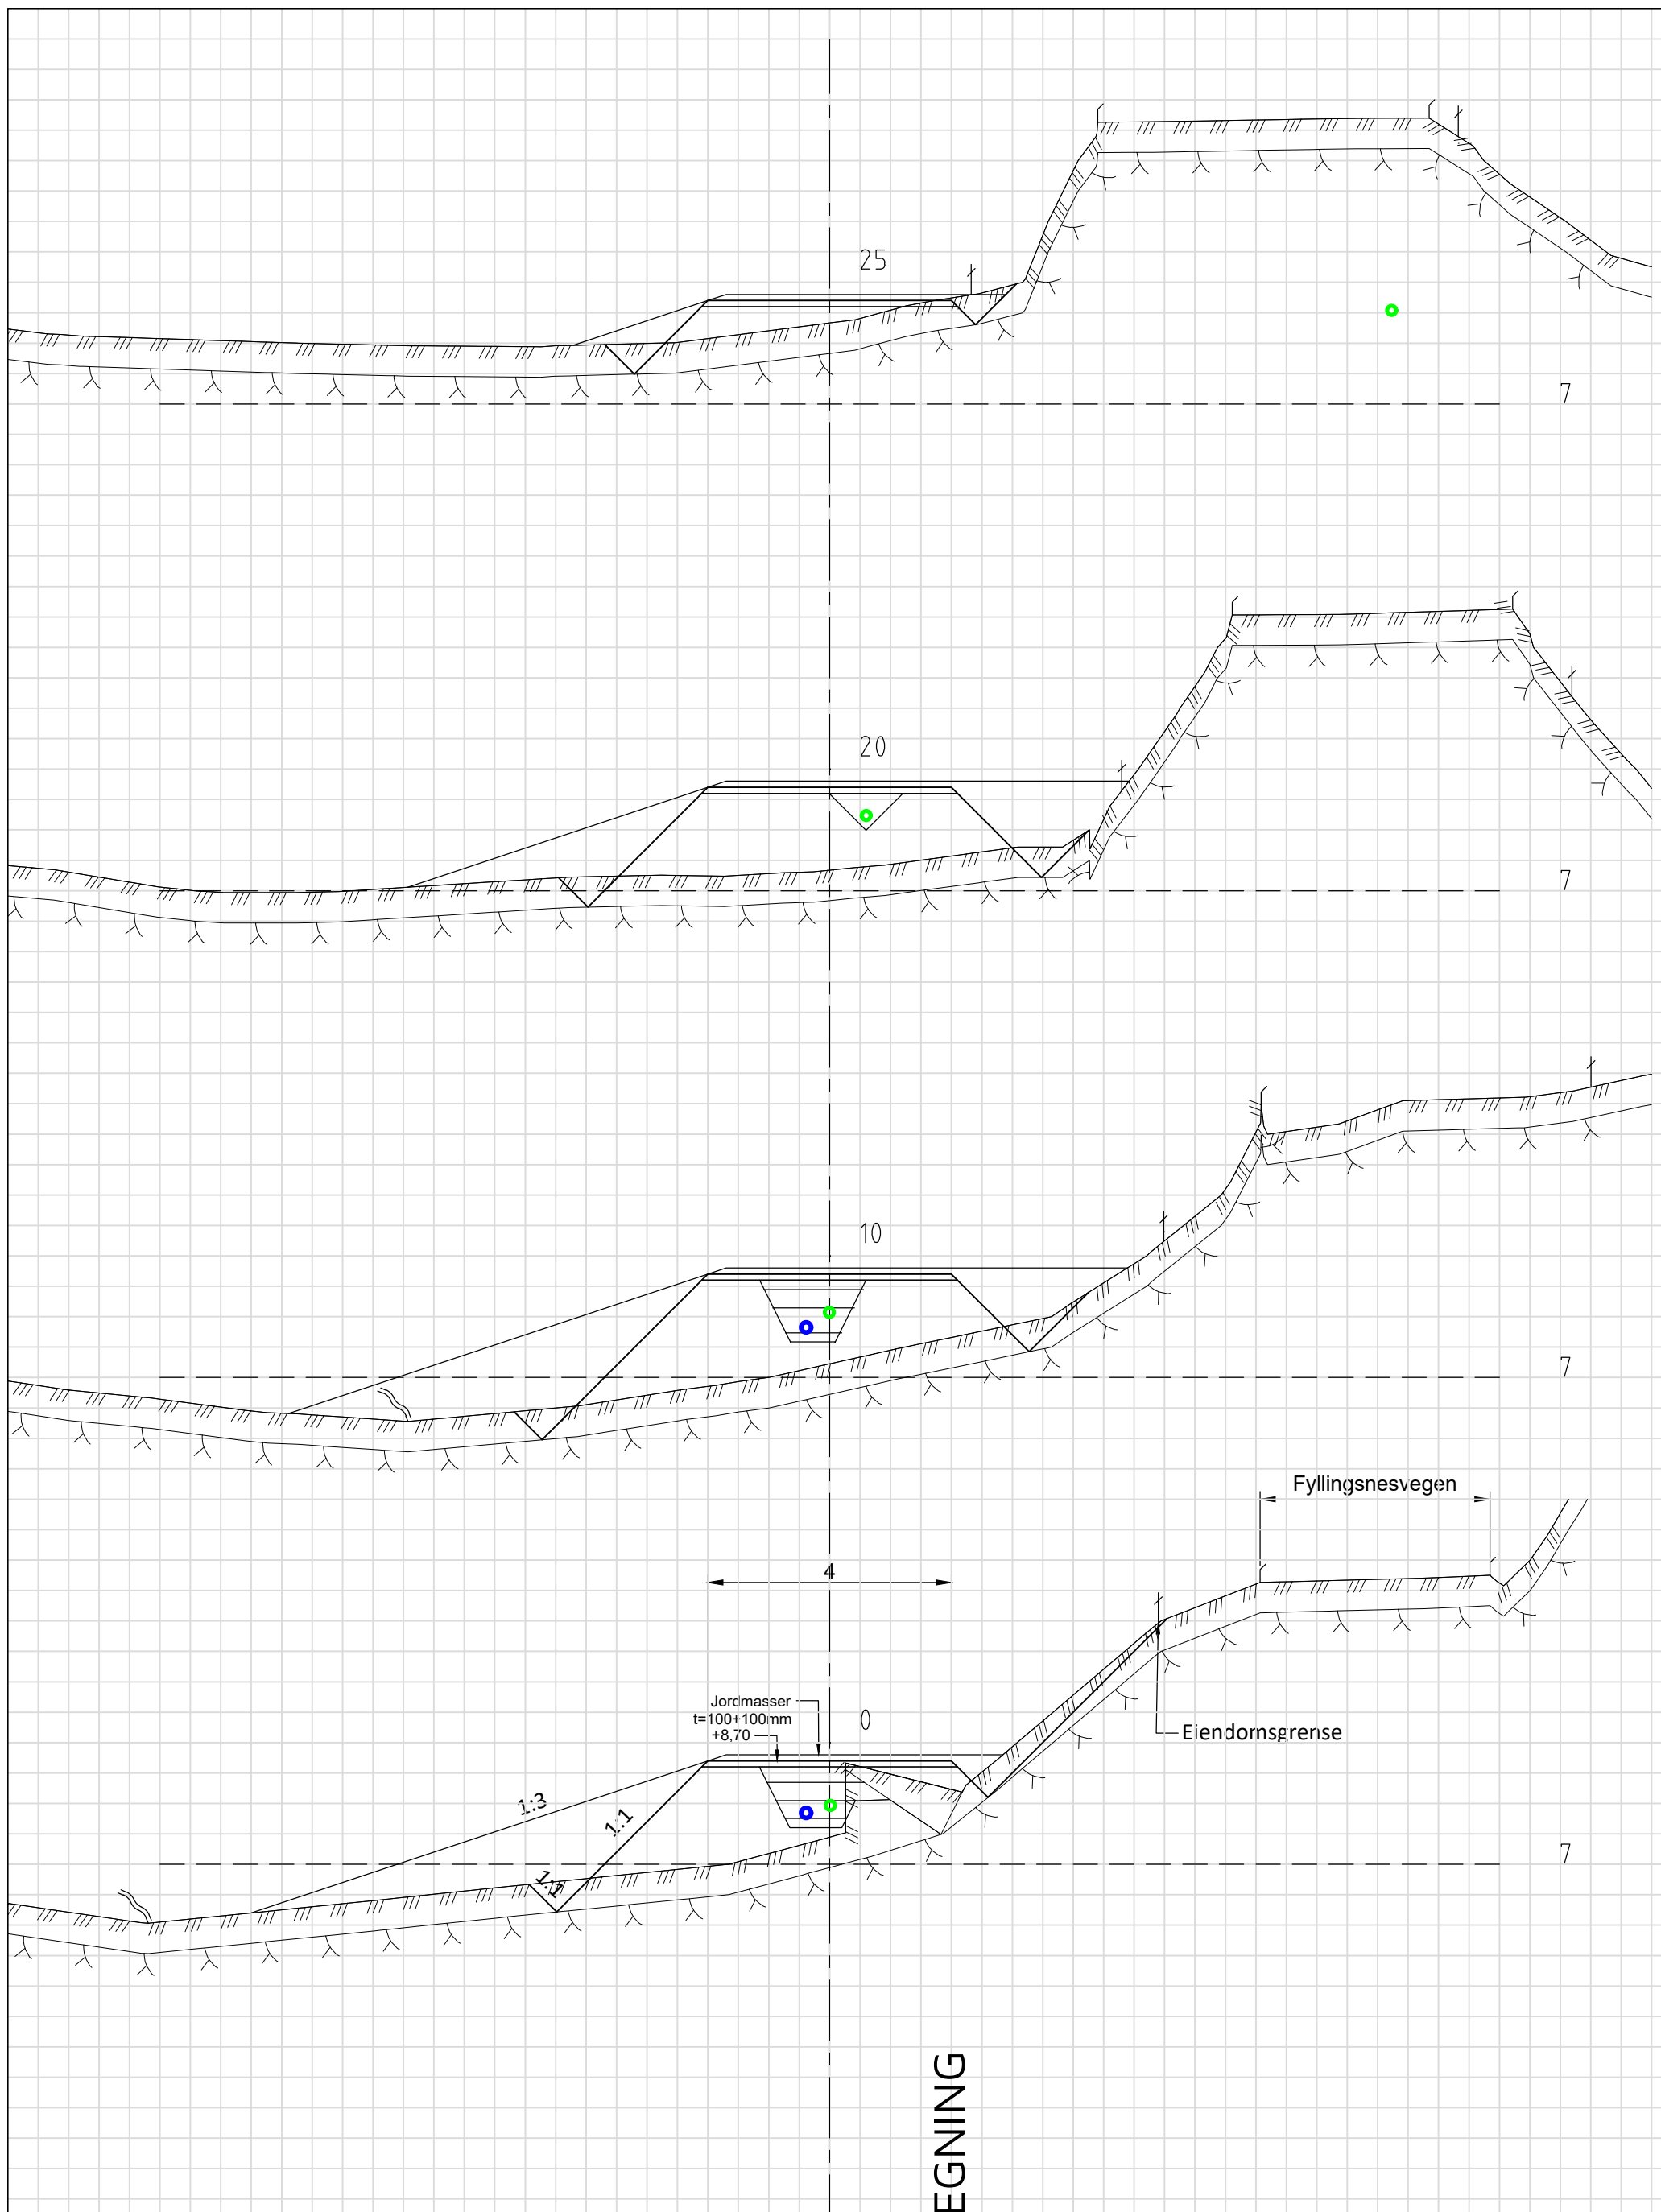 25
7
20
7
10
7
Fyllingsnesvegen
4
Jordmasser
t=100+100mm
+8,70
0
Eiendomsgrense
1:3
1:1
1:1
7
EGNING